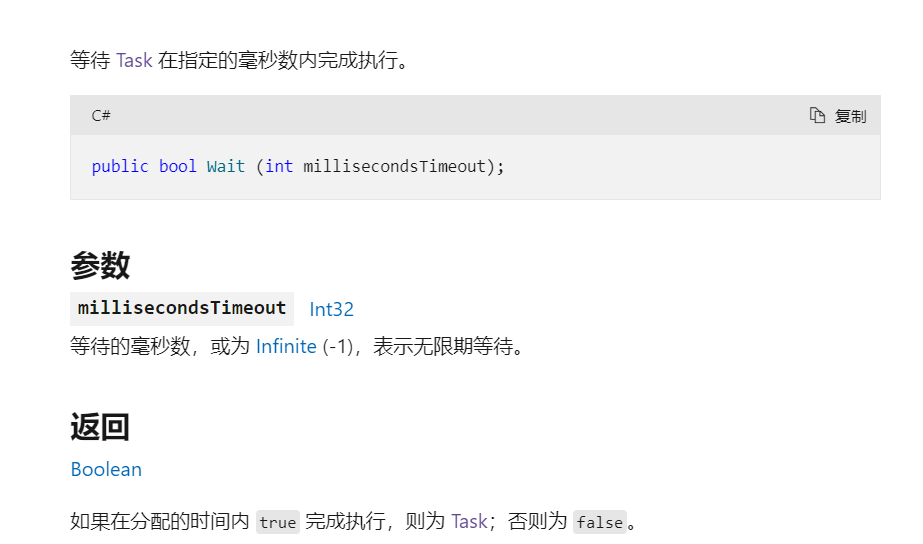 等待 Task 在指定的毫秒数内完成执行。
C#
复制
public bool Wait (int millisecondsTimeout);
参数
millisecondsTimeout Int32
等待的毫秒数，或为 Infinite (-1)，表示无限期等待。
返回
Boolean
如果在分配的时间内 true 完成执行，则为 Task；否则为 false。